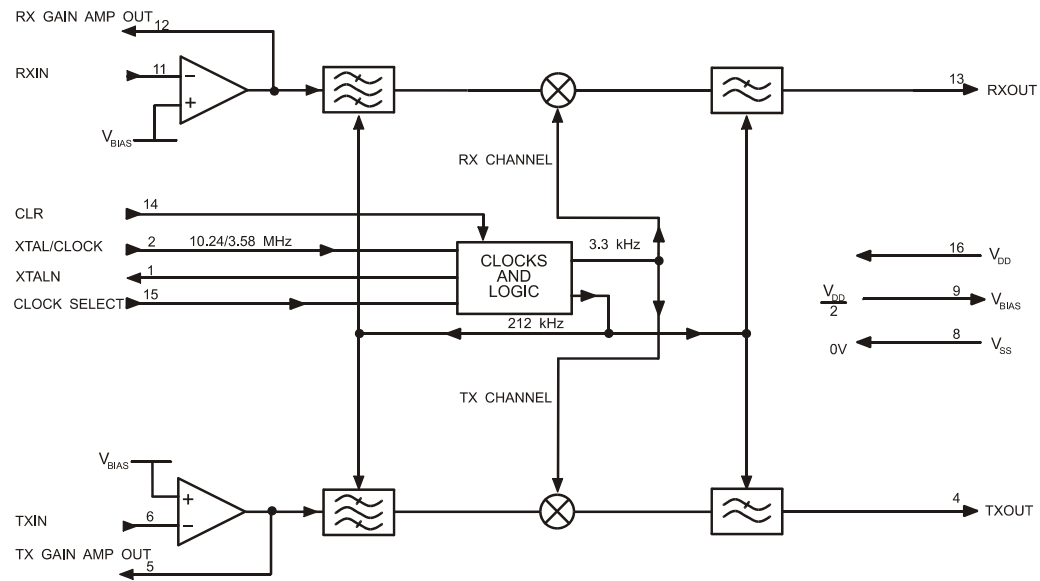 RX GAIN AMP OUT
12
RXIN
11
−
+
VBIAS
13
RXOUT
RX CHANNEL
CLR
14
XTAL/CLOCK
2
10.24/3.58 MHz
XTALN
1
CLOCK SELECT
15
CLOCKS
AND
LOGIC
3.3 kHz
212 kHz
16
VDD
VDD
2
9
VBIAS
0V
8
VSS
TX CHANNEL
VBIAS
+
−
TXIN
6
4
TXOUT
TX GAIN AMP OUT
5